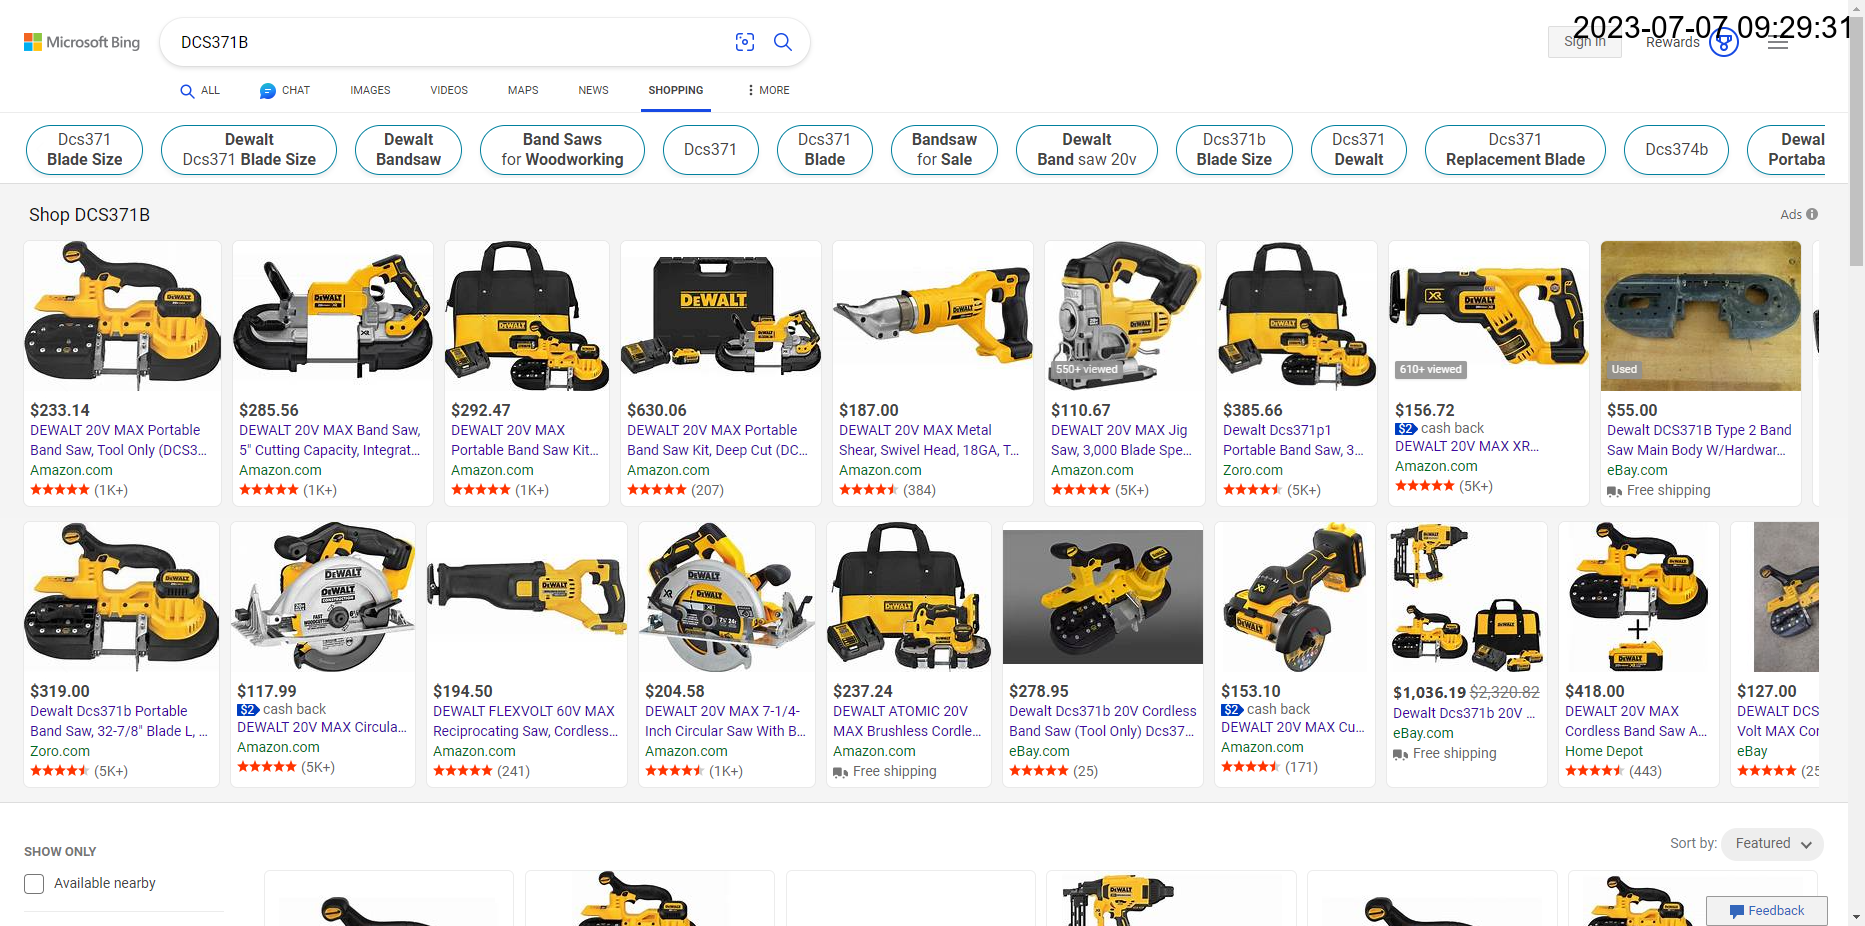 Microsoft Bing
DCS371B
Sign in
Rewards
2023-07-07 09:29:31
ALL
CHAT
IMAGES
VIDEOS
MAPS
NEWS
SHOPPING
MORE
Dcs371
Blade Size
Dewalt
Dcs371 Blade Size
Dewalt
Bandsaw
Band Saws
for Woodworking
Dcs371
Dcs371
Blade
Bandsaw
for Sale
Dewalt
Band saw 20v
Dcs371b
Blade Size
Dcs371
Dewalt
Dcs371
Replacement Blade
Dcs374b
Dewal
Portaba
Shop DCS371B
Ads
$233.14
DEWALT 20V MAX Portable
Band Saw, Tool Only (DCS3...
Amazon.com
(1K+)
$285.56
DEWALT 20V MAX Band Saw,
5" Cutting Capacity, Integrat...
Amazon.com
(1K+)
$292.47
DEWALT 20V MAX
Portable Band Saw Kit...
Amazon.com
(1K+)
DEWALT
$630.06
DEWALT 20V MAX Portable
Band Saw Kit, Deep Cut (DC...
Amazon.com
(207)
$187.00
DEWALT 20V MAX Metal
Shear, Swivel Head, 18GA, T...
Amazon.com
(384)
550+ viewed
$110.67
DEWALT 20V MAX Jig
Saw, 3,000 Blade Spe...
Amazon.com
(5K+)
$385.66
Dewalt Dcs371p1
Portable Band Saw, 3...
Zoro.com
(5K+)
XR
DEWALT
610+ viewed
$156.72
$2 cash back
DEWALT 20V MAX XR...
Amazon.com
(5K+)
Used
$55.00
Dewalt DCS371B Type 2 Band
Saw Main Body W/Hardwar...
eBay.com
Free shipping
$319.00
Dewalt Dcs371b Portable
Band Saw, 32-7/8" Blade L, ...
Zoro.com
(5K+)
DEWALT
DEWALT
$117.99
$2 cash back
DEWALT 20V MAX Circula...
Amazon.com
(5K+)
DEWALT
$194.50
DEWALT FLEXVOLT 60V MAX
Reciprocating Saw, Cordless...
Amazon.com
(241)
DEWALT
$204.58
DEWALT 20V MAX 7-1/4-
Inch Circular Saw With B...
Amazon.com
(1K+)
DEWALT
$237.24
DEWALT ATOMIC 20V
MAX Brushless Cordle...
Amazon.com
Free shipping
$278.95
Dewalt Dcs371b 20V Cordless
Band Saw (Tool Only) Dcs37...
eBay.com
(25)
XR
DEWALT
$153.10
$2 cash back
DEWALT 20V MAX Cu...
Amazon.com
(171)
$1,036.19 $2,320.82
Dewalt Dcs371b 20V ...
eBay.com
Free shipping
+
DEWALT
$418.00
DEWALT 20V MAX
Cordless Band Saw A...
Home Depot
(443)
$127.00
DEWALT DCS
Volt MAX Cor
eBay
(25
SHOW ONLY
Available nearby
Sort by: Featured
DEWALT
Feedback